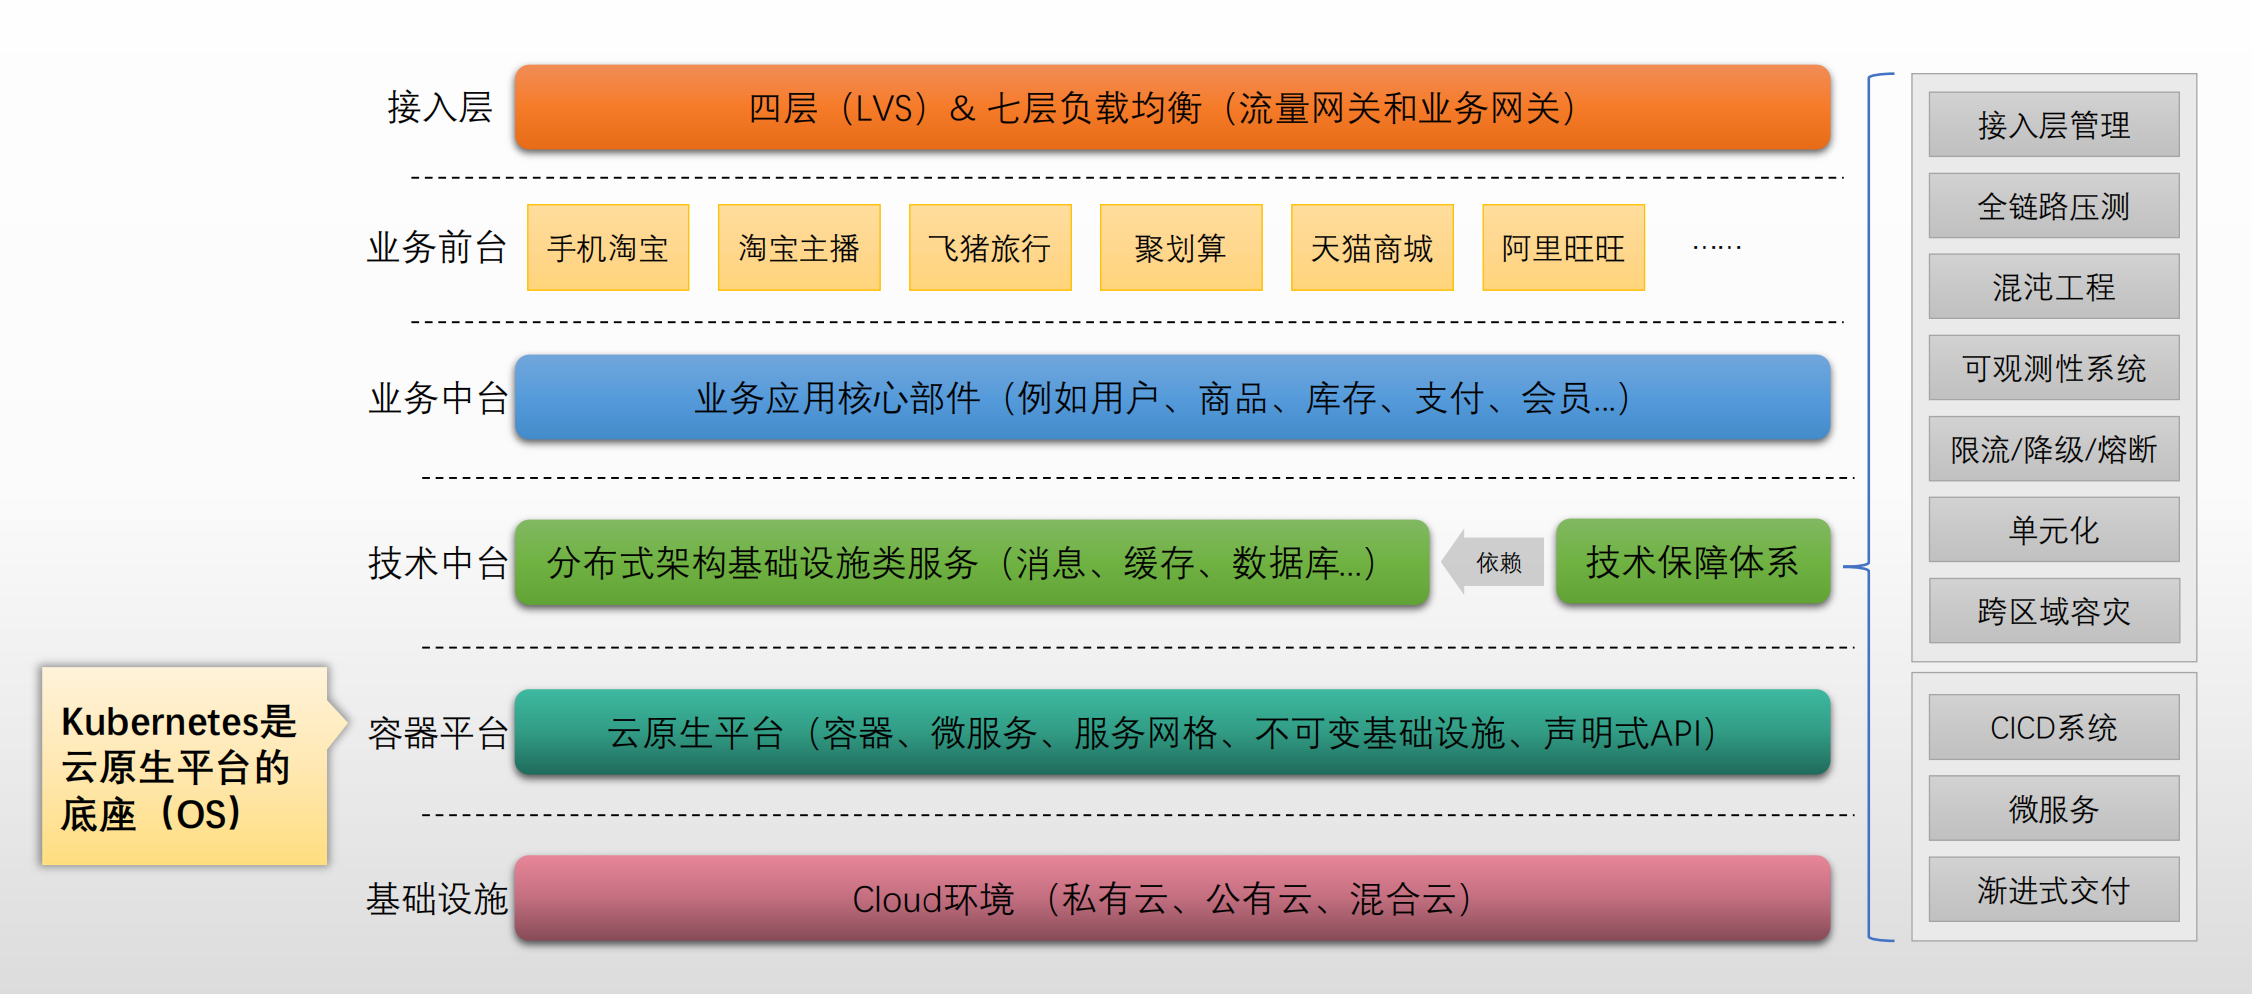 接入层
四层（LVS）& 七层负载均衡（流量网关和业务网关）
业务前台
手机淘宝
淘宝主播
飞猪旅行
聚划算
天猫商城
阿里旺旺
……
业务中台
业务应用核心部件（例如用户、商品、库存、支付、会员...）
技术中台
分布式架构基础设施类服务（消息、缓存、数据库...）
依赖
技术保障体系
Kubernetes是
云原生平台的
底座（OS）
容器平台
云原生平台（容器、微服务、服务网格、不可变基础设施、声明式API）
基础设施
Cloud环境 （私有云、公有云、混合云）
接入层管理
全链路压测
混沌工程
可观测性系统
限流/降级/熔断
单元化
跨区域容灾
CICD系统
微服务
渐进式交付